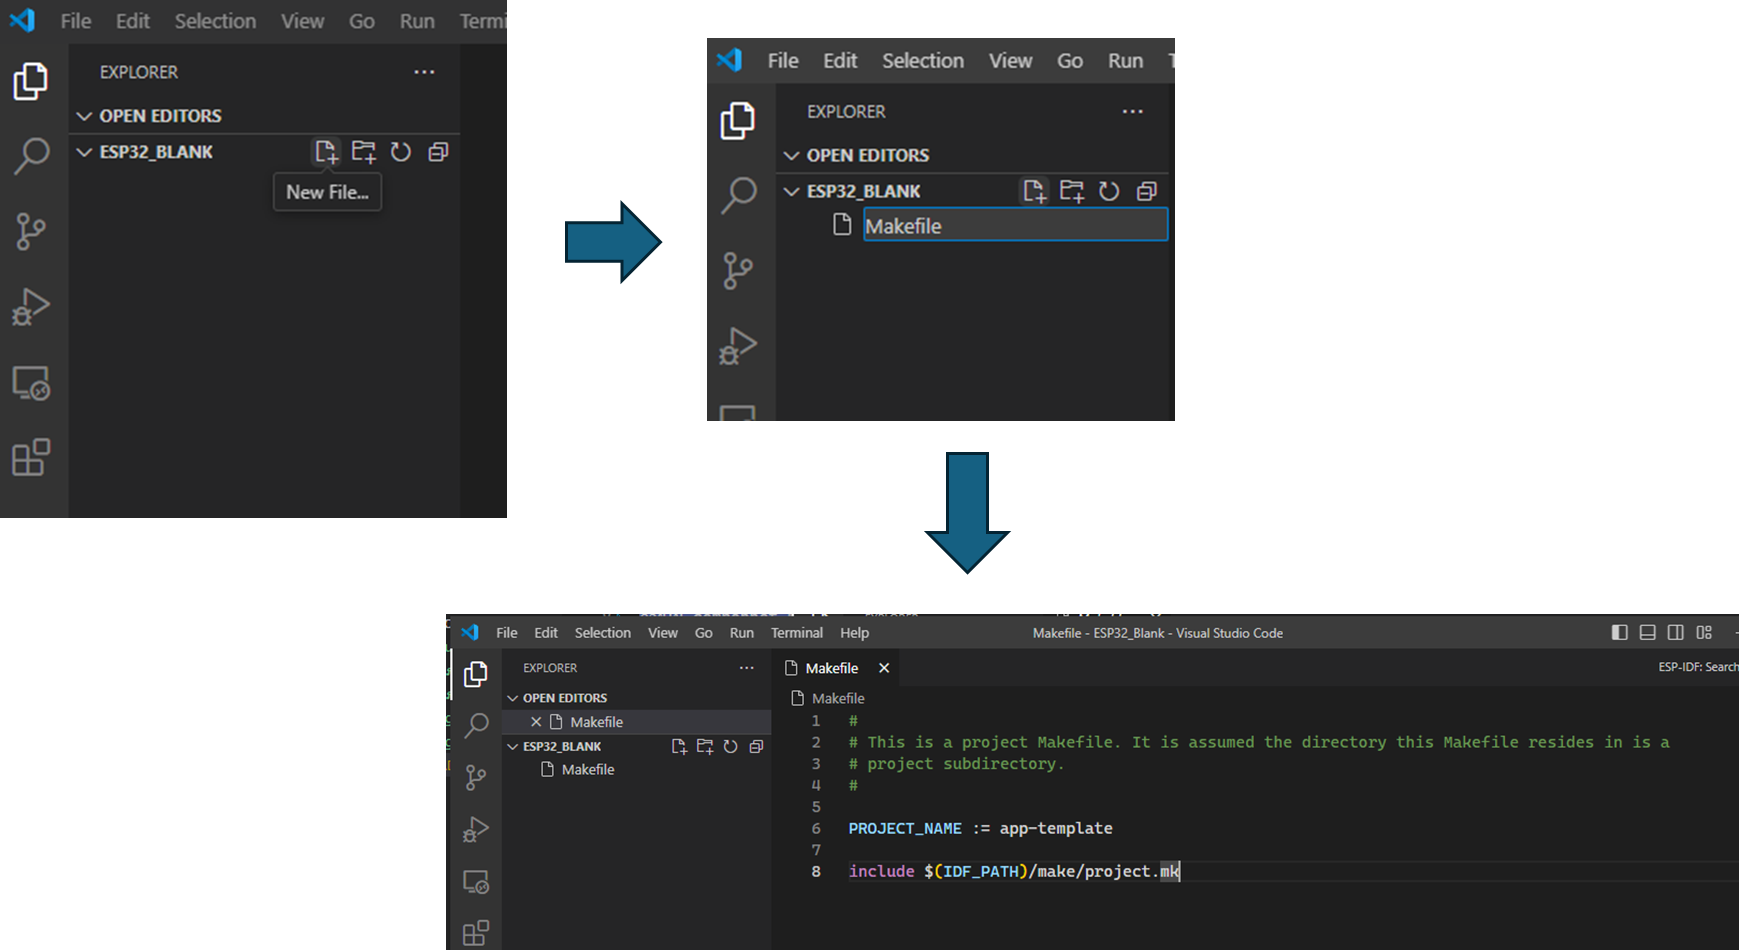 File Edit Selection View Go Run Termi
EXPLORER
OPEN EDITORS
ESP32_BLANK
New File...
File Edit Selection View Go Run
EXPLORER
OPEN EDITORS
ESP32_BLANK
Makefile
File Edit Selection View Go Run Terminal Help Makefile - ESP32_Blank - Visual Studio Code
EXPLORER
Makefile
ESP-IDF: Search
OPEN EDITORS
Makefile
ESP32_BLANK
Makefile
Makefile
1 #
2 # This is a project Makefile. It is assumed the directory this Makefile resides in is a
3 # project subdirectory.
4 #
5
6 PROJECT_NAME := app-template
7
8 include $(IDF_PATH)/make/project.mk